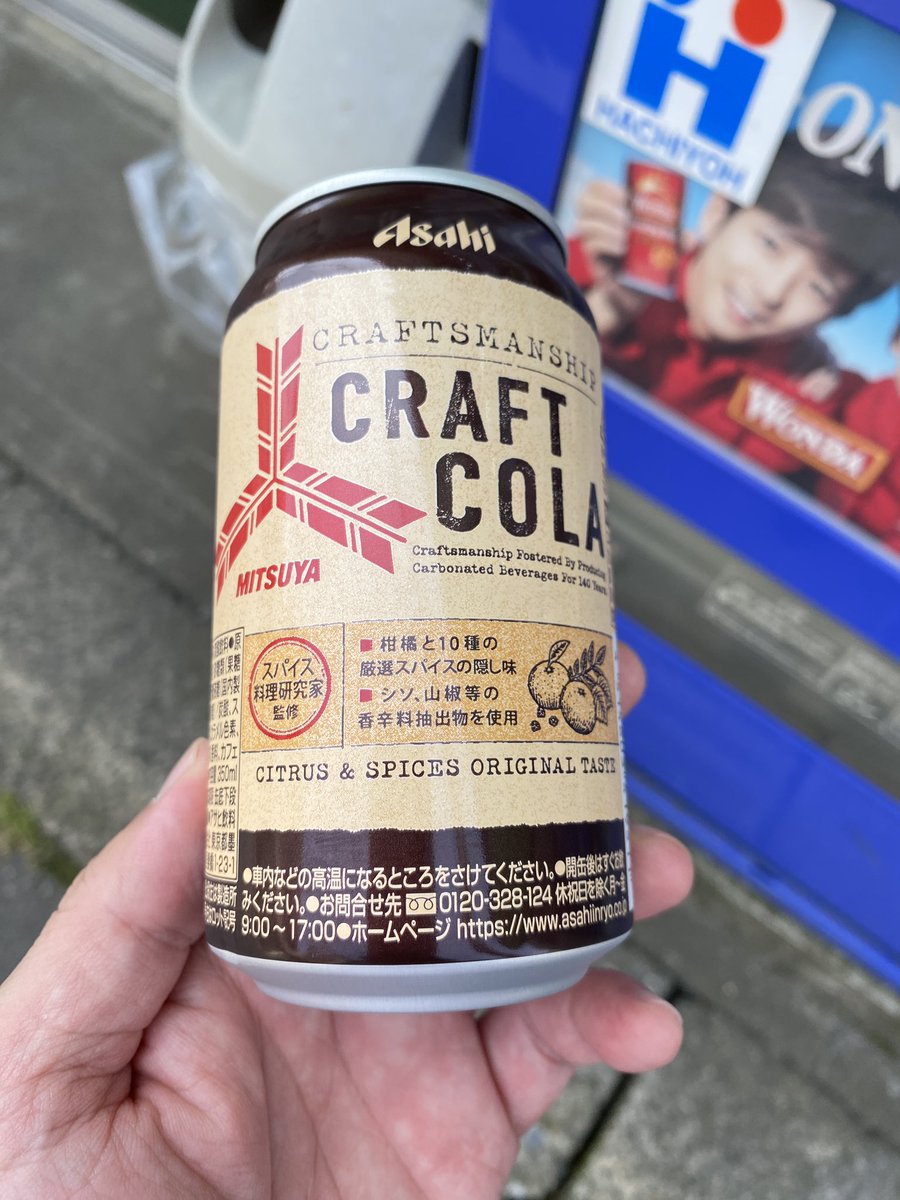 HACHIYOH
WONDA
Asahi
CRAFTSMANSHIP
CRAFT
COLA
Craftsmanship Fostered By Producing
Carbonated Beverages For 140 Years.
MITSUYA
スパイス
料理研究家
監修
■柑橘と10種の
厳選スパイスの隠し味
■シソ、山椒等の
香辛料抽出物を使用
CITRUS & SPICES ORIGINAL TASTE
●車内などの高温になるところをさけてください。●開缶後はすぐお飲
みください。●お問合せ先 0120-328-124 休祝日を除く月~金
9:00~17:00●ホームページ https://www.asahiinryo.co.jp